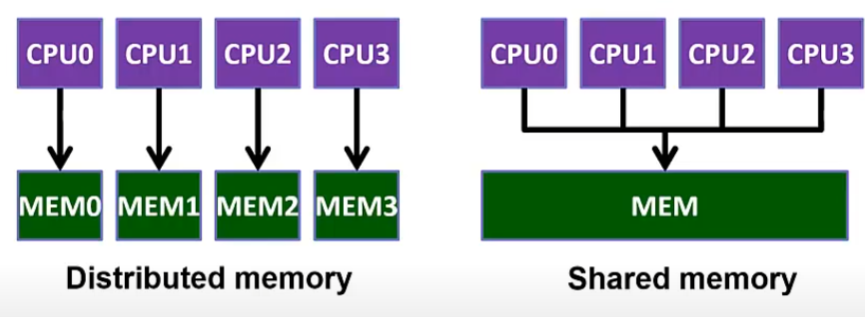 CPU0 CPU1 CPU2 CPU3
MEM0 MEM1 MEM2 MEM3
Distributed memory
CPU0 CPU1 CPU2 CPU3
MEM
Shared memory